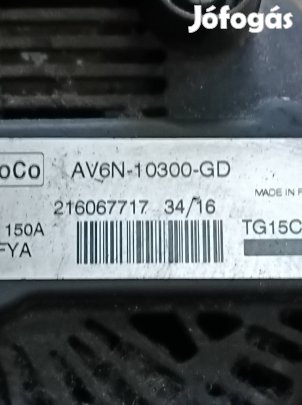 Jófogás
oCo AV6N-10300-GD
MADE IN F
216067717 34/16
150A TG15C
FYA